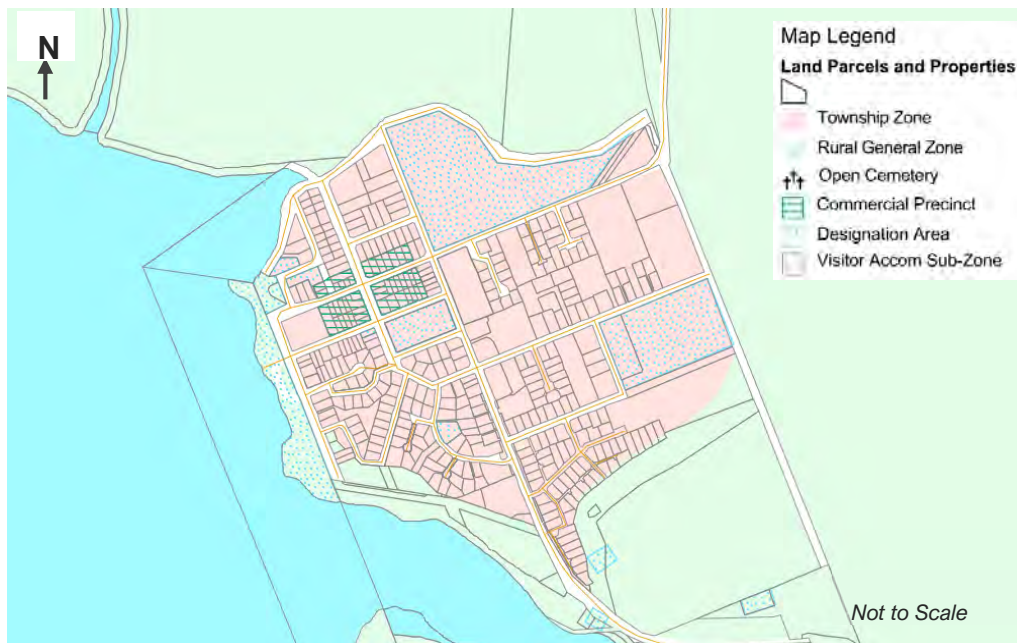 N
Map Legend
Land Parcels and Properties
Township Zone
Rural General Zone
Open Cemetery
Commercial Precinct
Designation Area
Visitor Accom Sub-Zone
Not to Scale